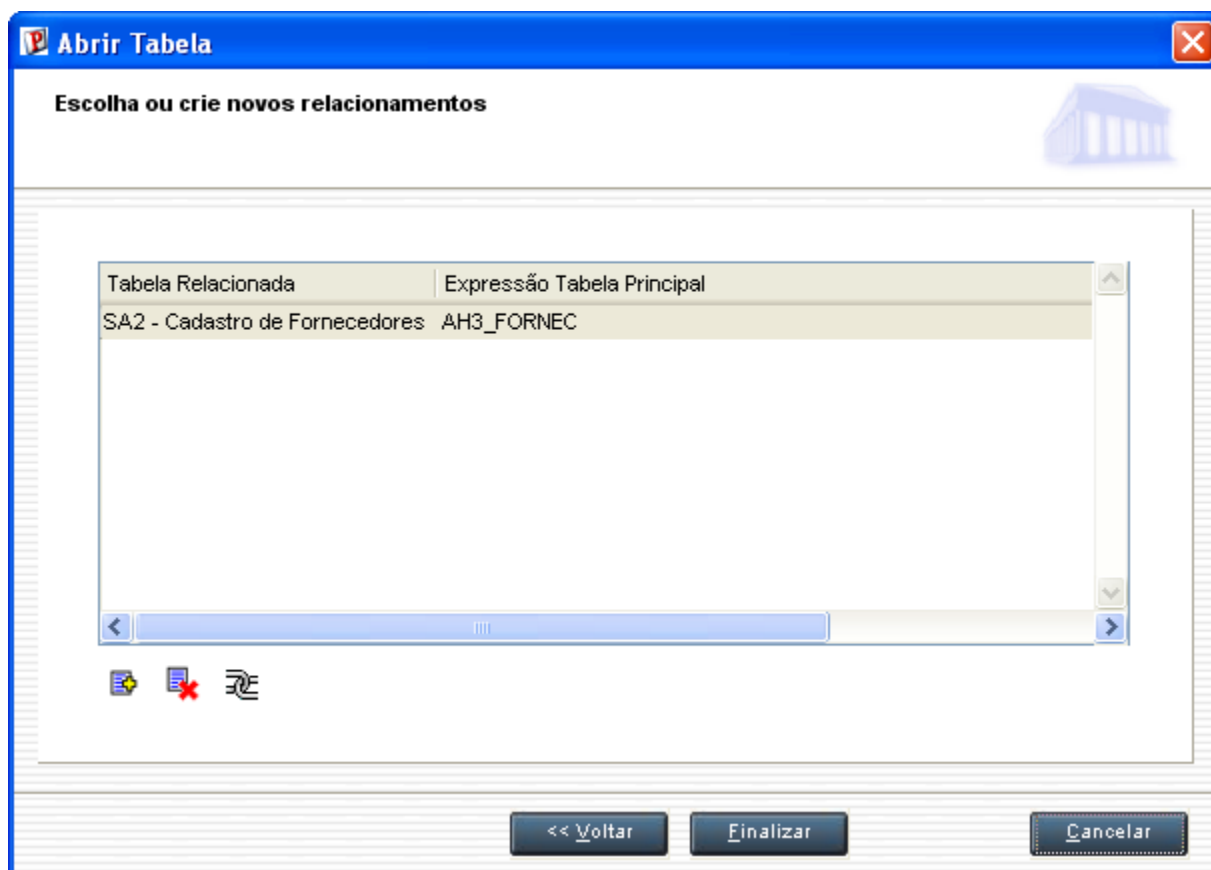 Abrir Tabela
Escolha ou crie novos relacionamentos
Tabela Relacionada Expressão Tabela Principal
SA2 - Cadastro de Fornecedores AH3_FORNEC
<< Voltar Finalizar Cancelar